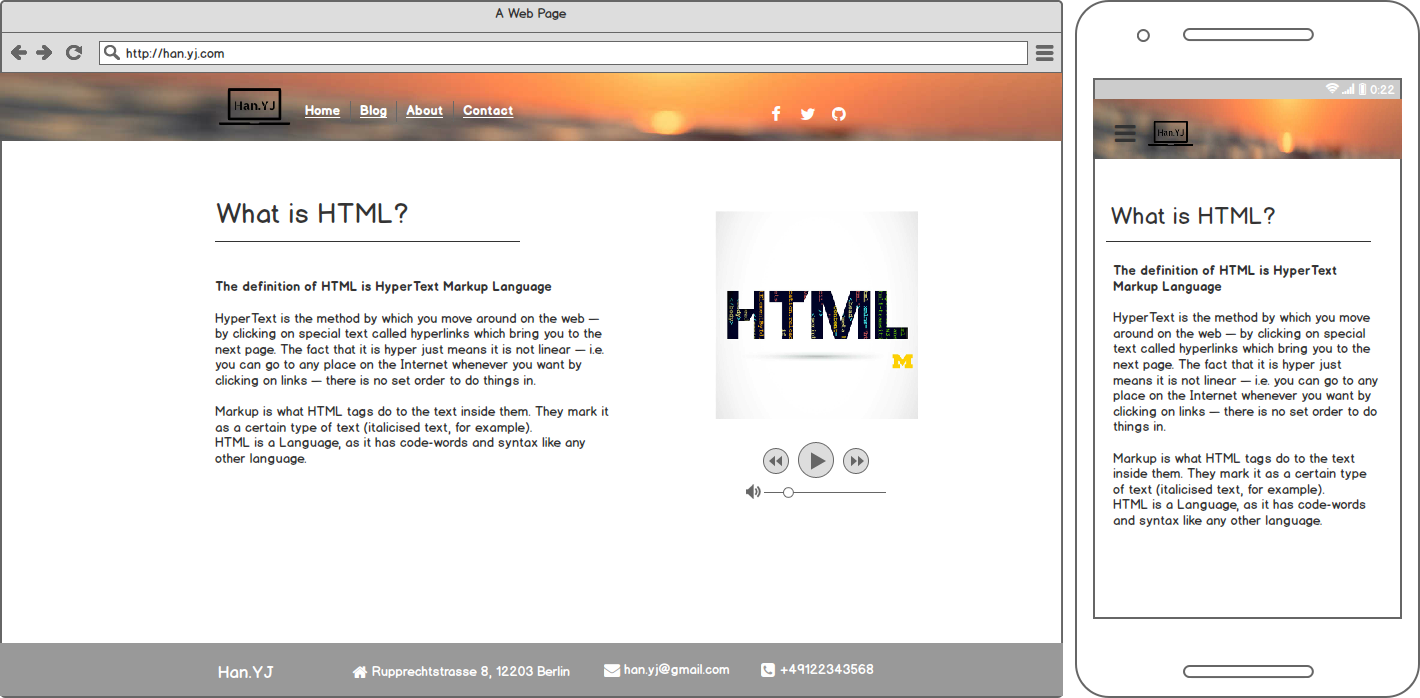 A Web Page
http://han.yj.com
Han.YJ
Home
Blog
About
Contact
What is HTML?
The definition of HTML is HyperText Markup Language
HyperText is the method by which you move around on the web —
by clicking on special text called hyperlinks which bring you to the
next page. The fact that it is hyper just means it is not linear — i.e.
you can go to any place on the Internet whenever you want by
clicking on links — there is no set order to do things in.
Markup is what HTML tags do to the text inside them. They mark it
as a certain type of text (italicised text, for example).
HTML is a Language, as it has code-words and syntax like any
other language.
HTML
M
Han.YJ
Rupprechtstrasse 8, 12203 Berlin
han.yj@gmail.com
+49122343568
0:22
Han.YJ
What is HTML?
The definition of HTML is HyperText
Markup Language
HyperText is the method by which you move
around on the web — by clicking on special
text called hyperlinks which bring you to the
next page. The fact that it is hyper just
means it is not linear — i.e. you can go to any
place on the Internet whenever you want by
clicking on links — there is no set order to do
things in.
Markup is what HTML tags do to the text
inside them. They mark it as a certain type
of text (italicised text, for example).
HTML is a Language, as it has code-words
and syntax like any other language.